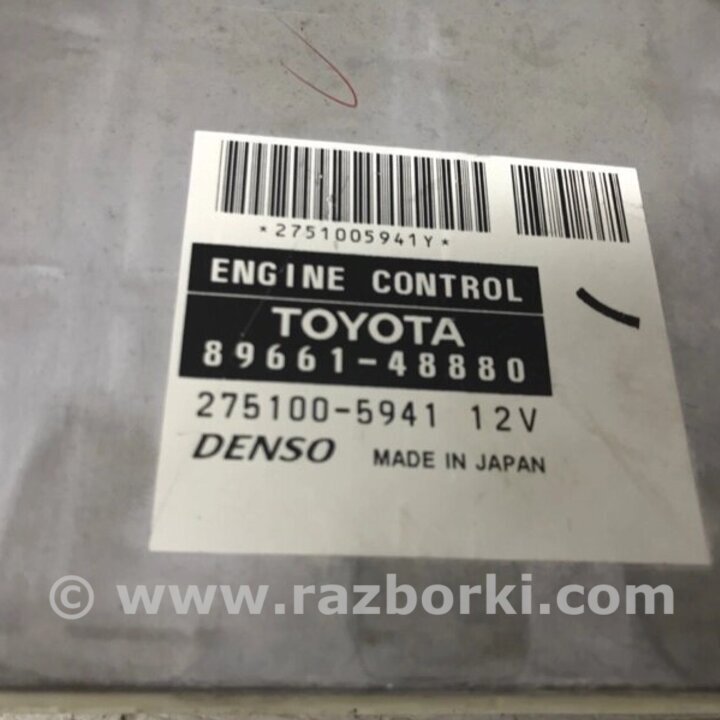 *2751005941Y*
ENGINE CONTROL
TOYOTA
89661-48880
275100-5941 12V
DENSO MADE IN JAPAN
© www.razborki.com